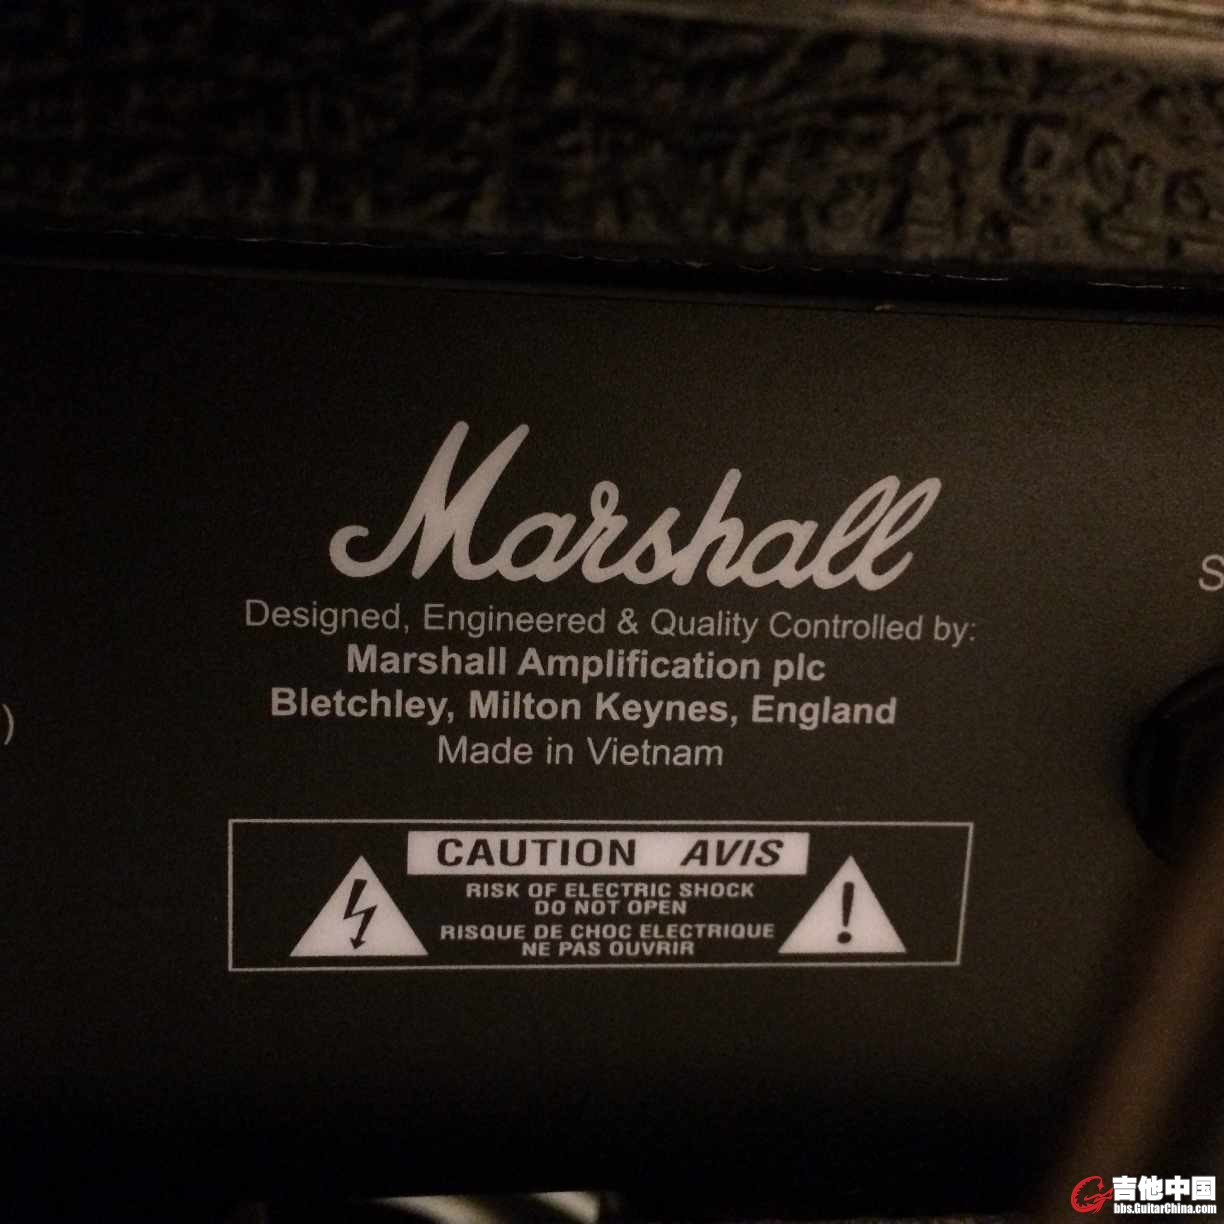 Marshall
Designed, Engineered & Quality Controlled by:
Marshall Amplification plc
Bletchley, Milton Keynes, England
Made in Vietnam
S
)
CAUTION AVIS
RISK OF ELECTRIC SHOCK
DO NOT OPEN
RISQUE DE CHOC ELECTRIQUE
NE PAS OUVRIR
吉他中国
bbs.GuitarChina.com